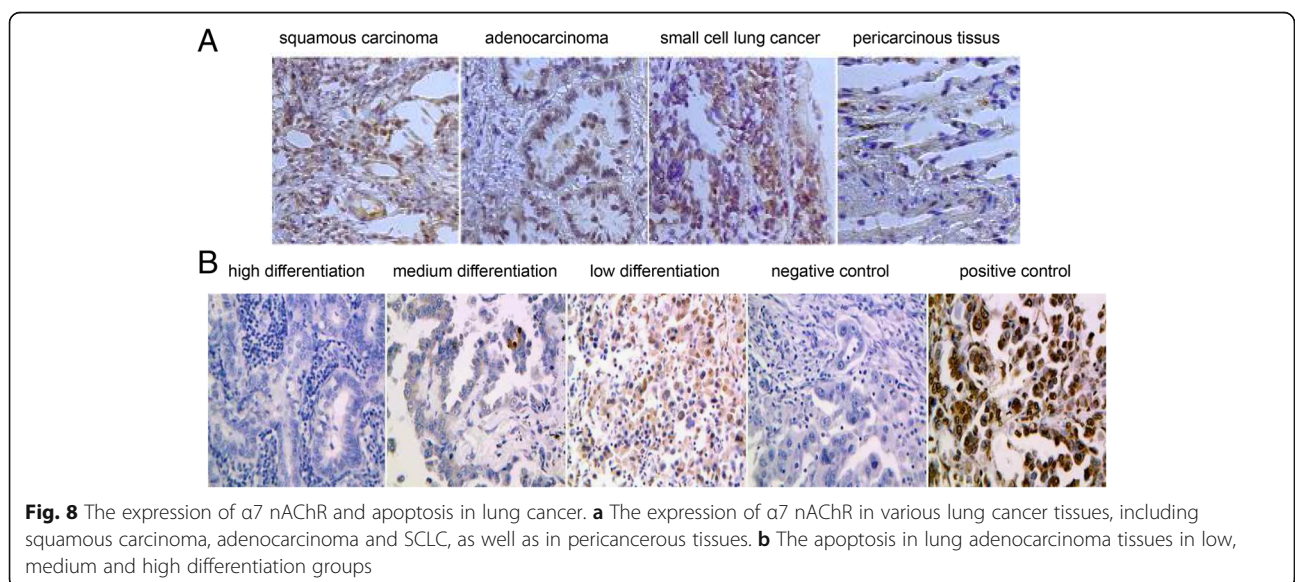 A
squamous carcinoma adenocarcinoma small cell lung cancer pericarcinous tissus
B
high differentiation medium differentiation low differentiation negative control positive control
Fig. 8 The expression of α7 nAChR and apoptosis in lung cancer. a The expression of α7 nAChR in various lung cancer tissues, including
squamous carcinoma, adenocarcinoma and SCLC, as well as in pericancerous tissues. b The apoptosis in lung adenocarcinoma tissues in low,
medium and high differentiation groups